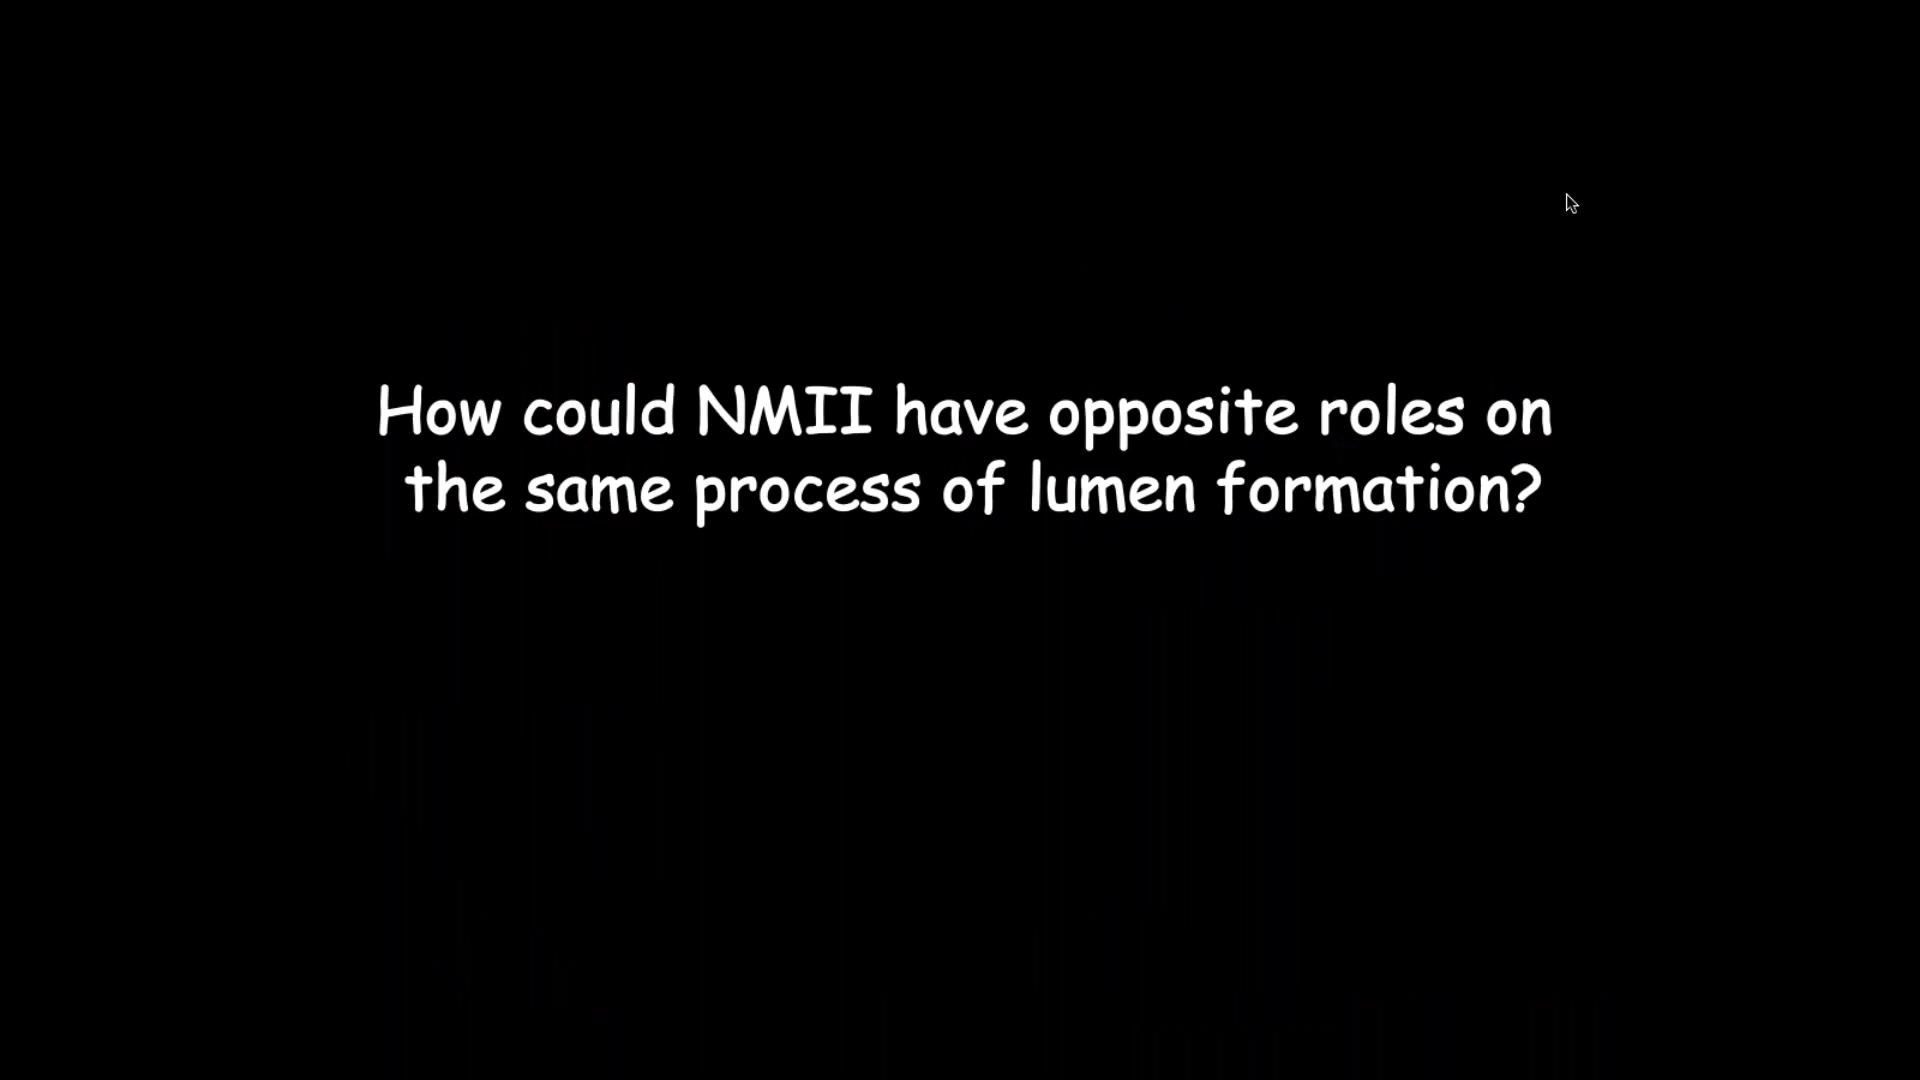 How could NMII have opposite roles on
the same process of lumen formation?